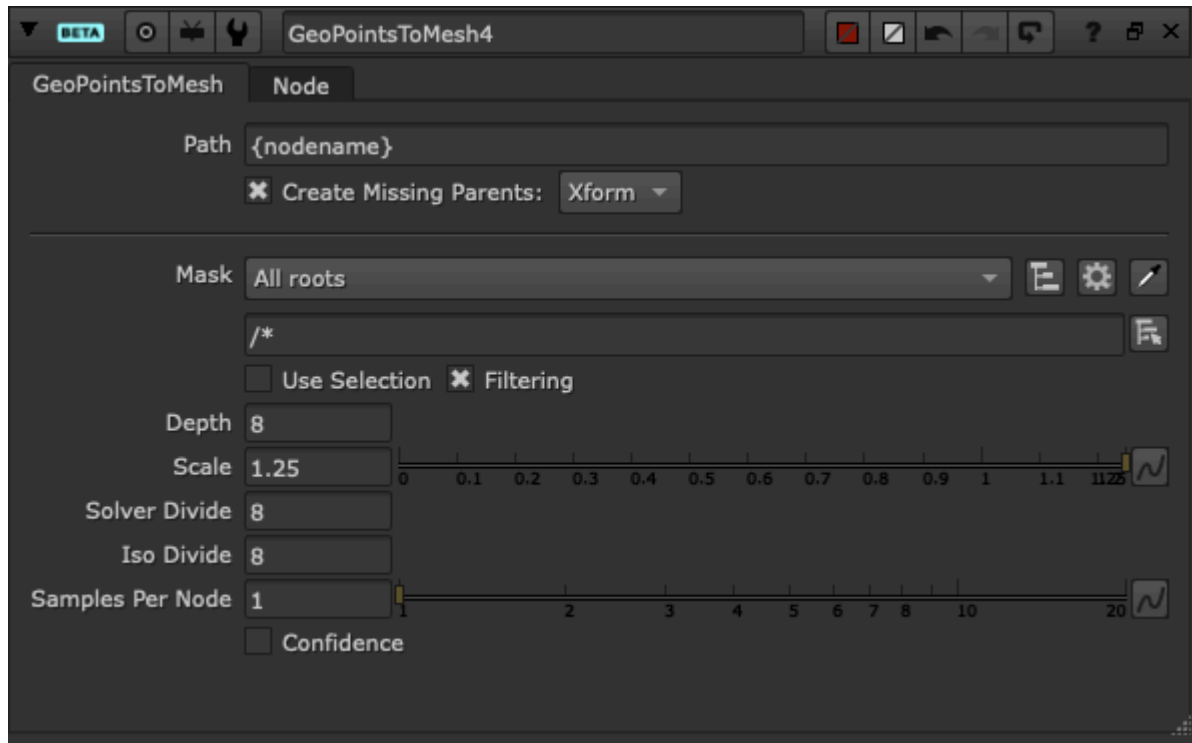 BETA GeoPointsToMesh4 ?
GeoPointsToMesh Node
Path {nodename}
Create Missing Parents: Xform
Mask All roots
/*
Use Selection Filtering
Depth 8
Scale 1.25
0 0.1 0.2 0.3 0.4 0.5 0.6 0.7 0.8 0.9 1 1.1
Solver Divide 8
Iso Divide 8
Samples Per Node 1
1 2 3 4 5 6 7 8 10 20
Confidence